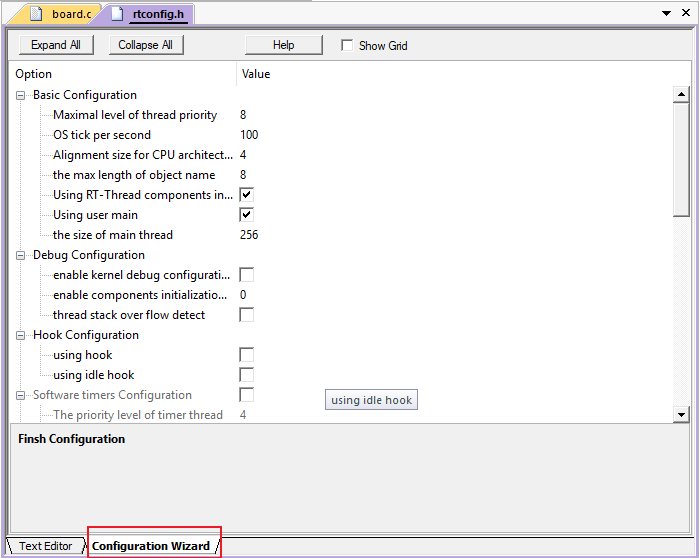 board.c rtconfig.h
Expand All Collapse All Help Show Grid
Option Value
Basic Configuration
Maximal level of thread priority 8
OS tick per second 100
Alignment size for CPU architect... 4
the max length of object name 8
Using RT-Thread components in...
Using user main
the size of main thread 256
Debug Configuration
enable kernel debug configurati...
enable components initializatio... 0
thread stack over flow detect
Hook Configuration
using hook
using idle hook
Software timers Configuration
using idle hook
The priority level of timer thread 4
Finsh Configuration
Text Editor Configuration Wizard